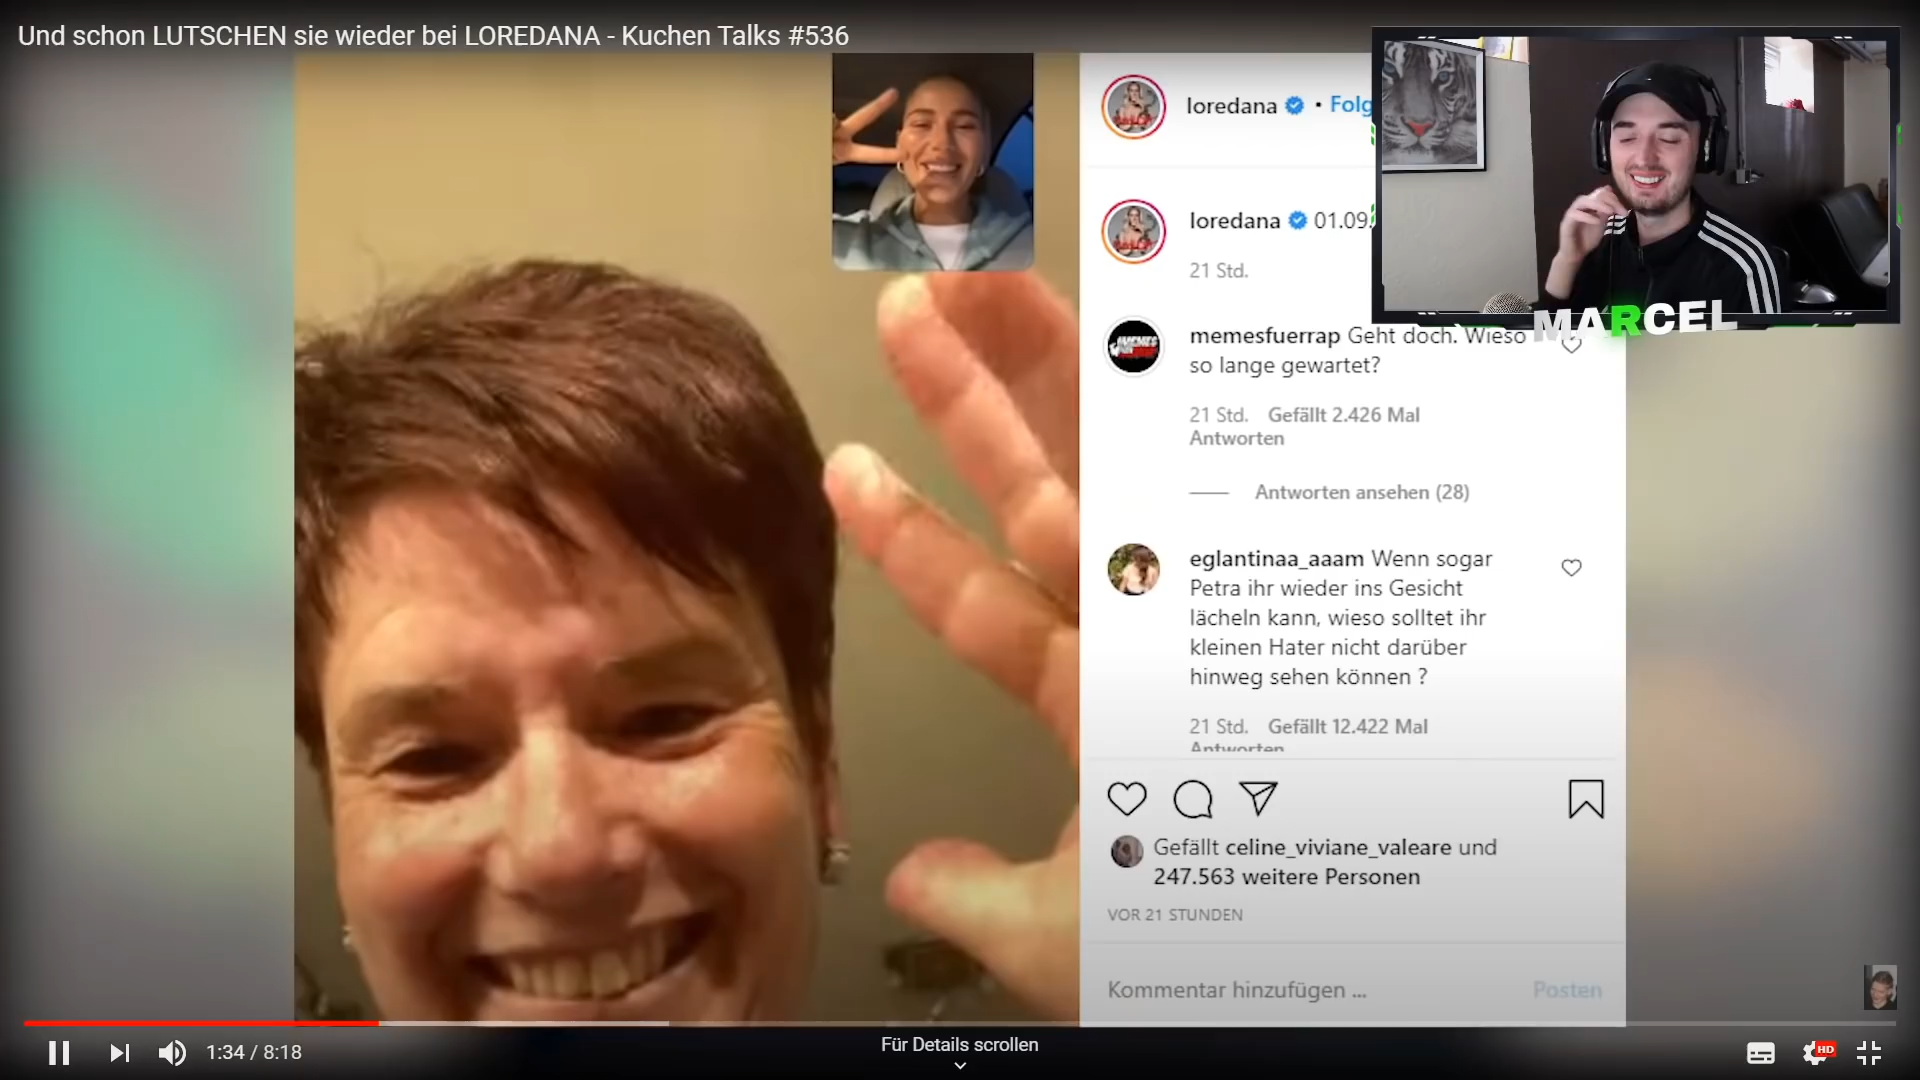 Und schon LUTSCHEN sie wieder bei LOREDANA - Kuchen Talks #536
loredana • Folg
loredana 01.09.
21 Std.
MARCEL
memesfuerrap Geht doch. Wieso
so lange gewartet?
21 Std. Gefällt 2.426 Mal
Antworten
Antworten ansehen (28)
eglantinaa_aaam Wenn sogar
Petra ihr wieder ins Gesicht
lächeln kann, wieso solltet ihr
kleinen Hater nicht darüber
hinweg sehen können ?
21 Std. Gefällt 12.422 Mal
Antworten
Gefällt celine_viviane_valeare und
247.563 weitere Personen
VOR 21 STUNDEN
Kommentar hinzufügen ...
Posten
1:34 / 8:18
Für Details scrollen
HD